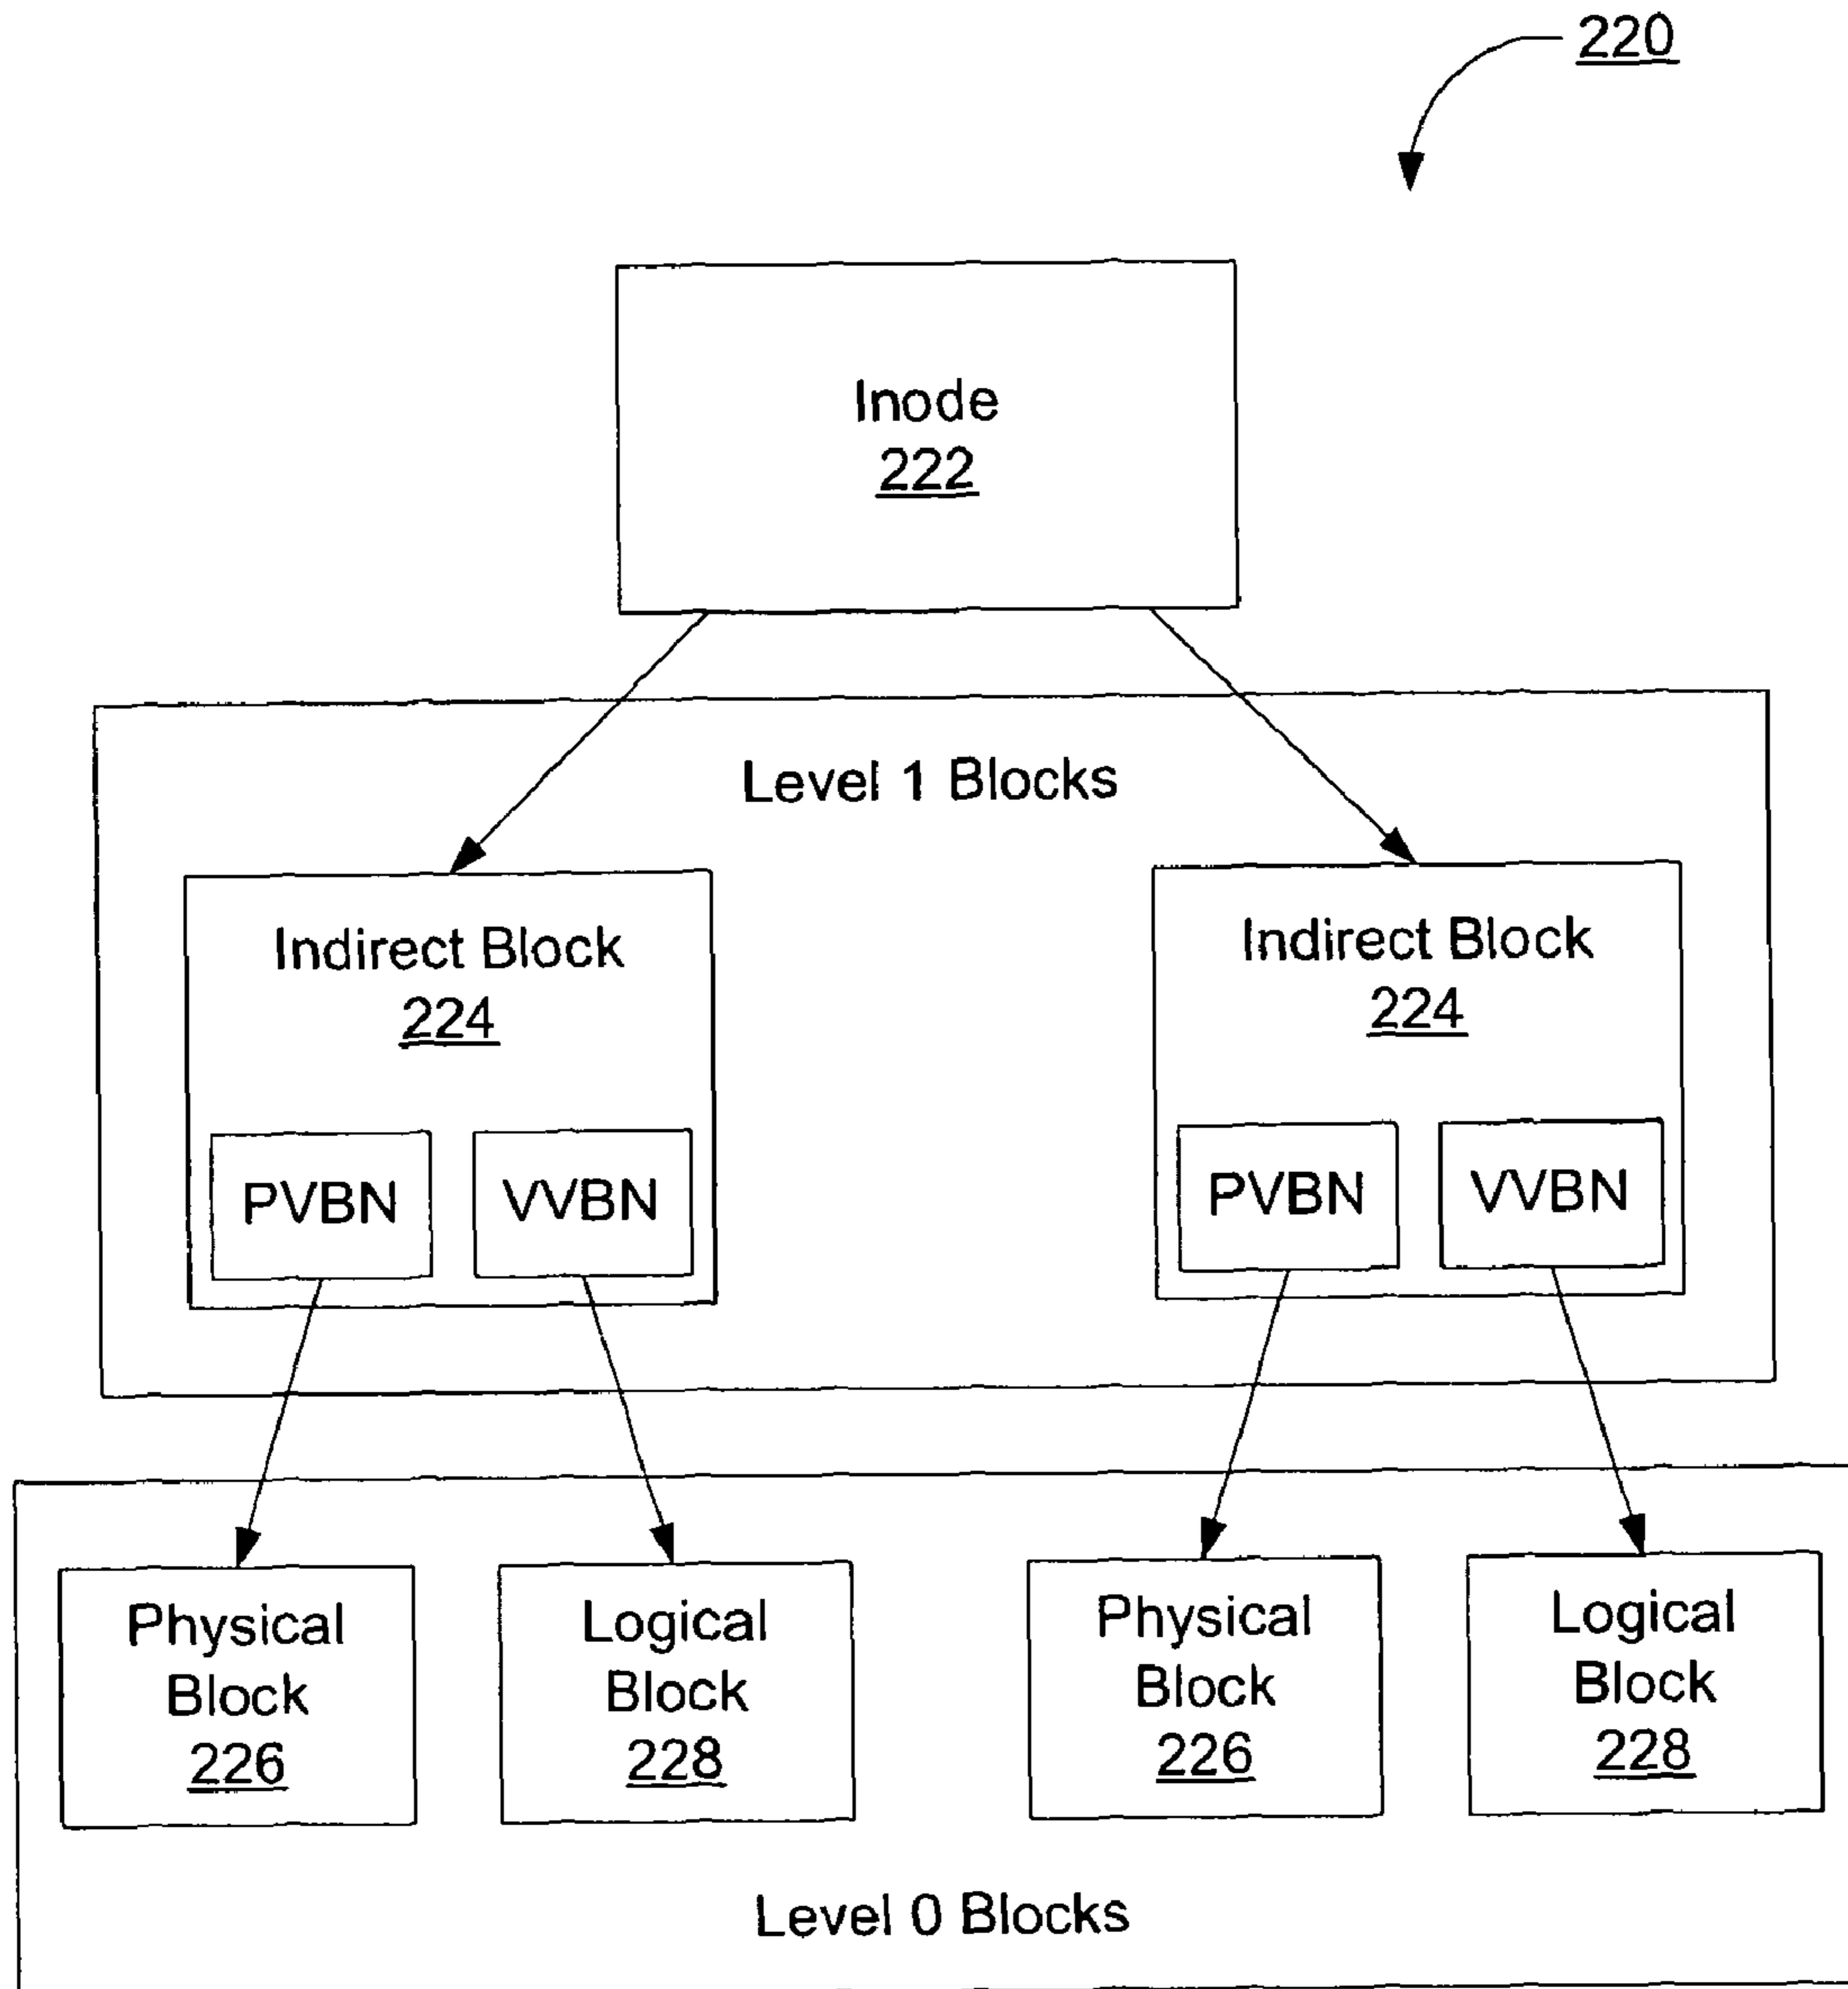 220
Inode
222
Level 1 Blocks
Indirect Block
224
Indirect Block
224
PVBN
VVBN
PVBN
VVBN
Physical
Block
226
Logical
Block
228
Physical
Block
226
Logical
Block
228
Level 0 Blocks